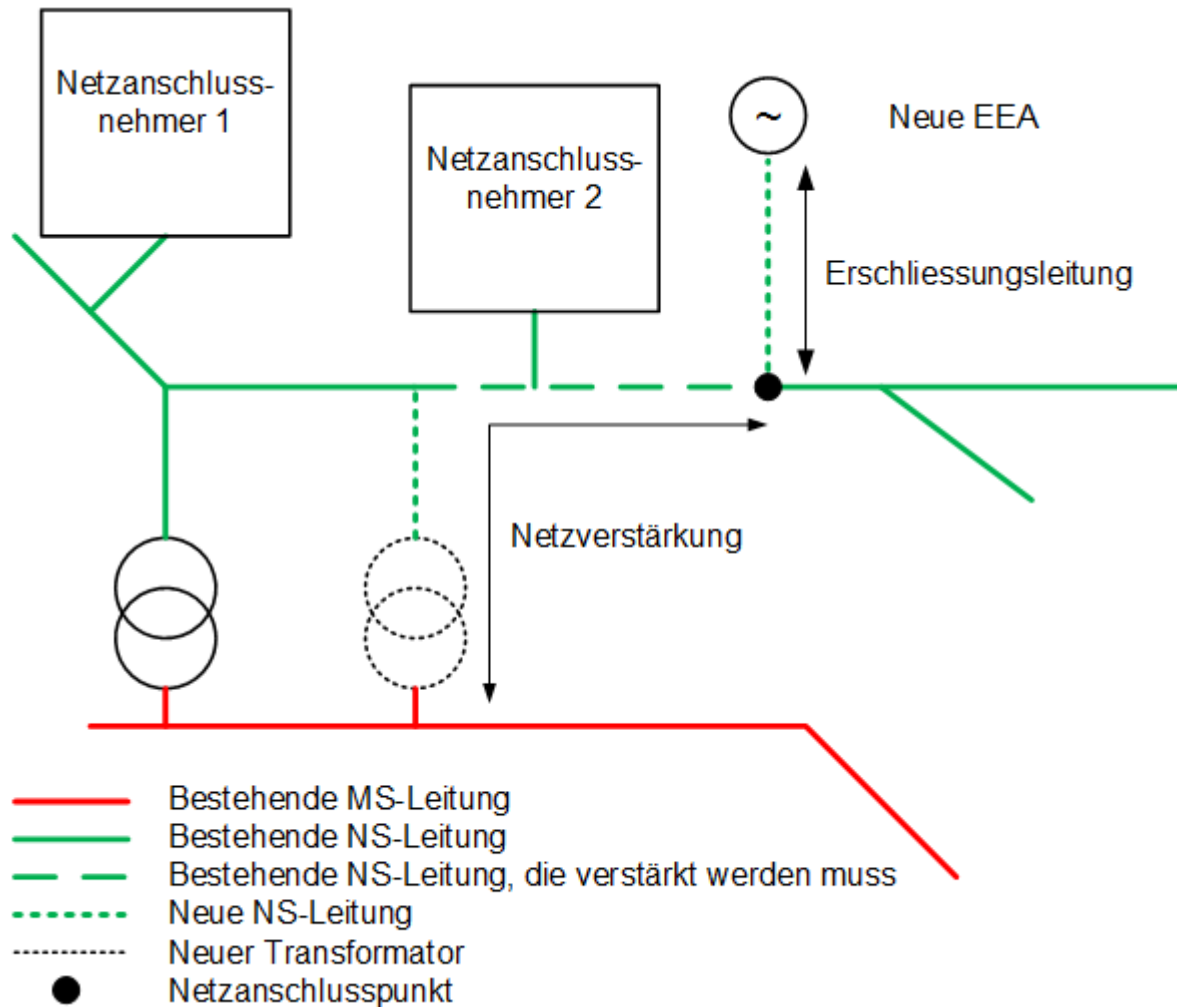 Netzanschluss-
nehmer 1
Netzanschluss-
nehmer 2
~
Neue EEA
Erschliessungsleitung
Netzverstärkung
Bestehende MS-Leitung
Bestehende NS-Leitung
Bestehende NS-Leitung, die verstärkt werden muss
Neue NS-Leitung
Neuer Transformator
Netzanschlusspunkt